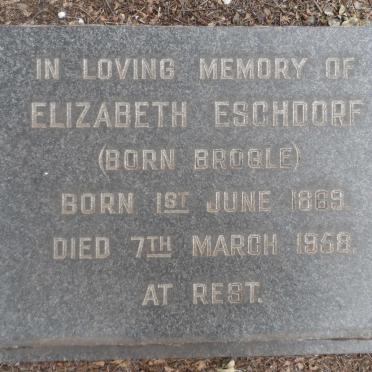 IN LOVING MEMORY OF
ELIZABETH ESCHDORF
(BORN BROGLE)
BORN 1ST JUNE 1869.
DIED 7TH MARCH 1958.
AT REST.